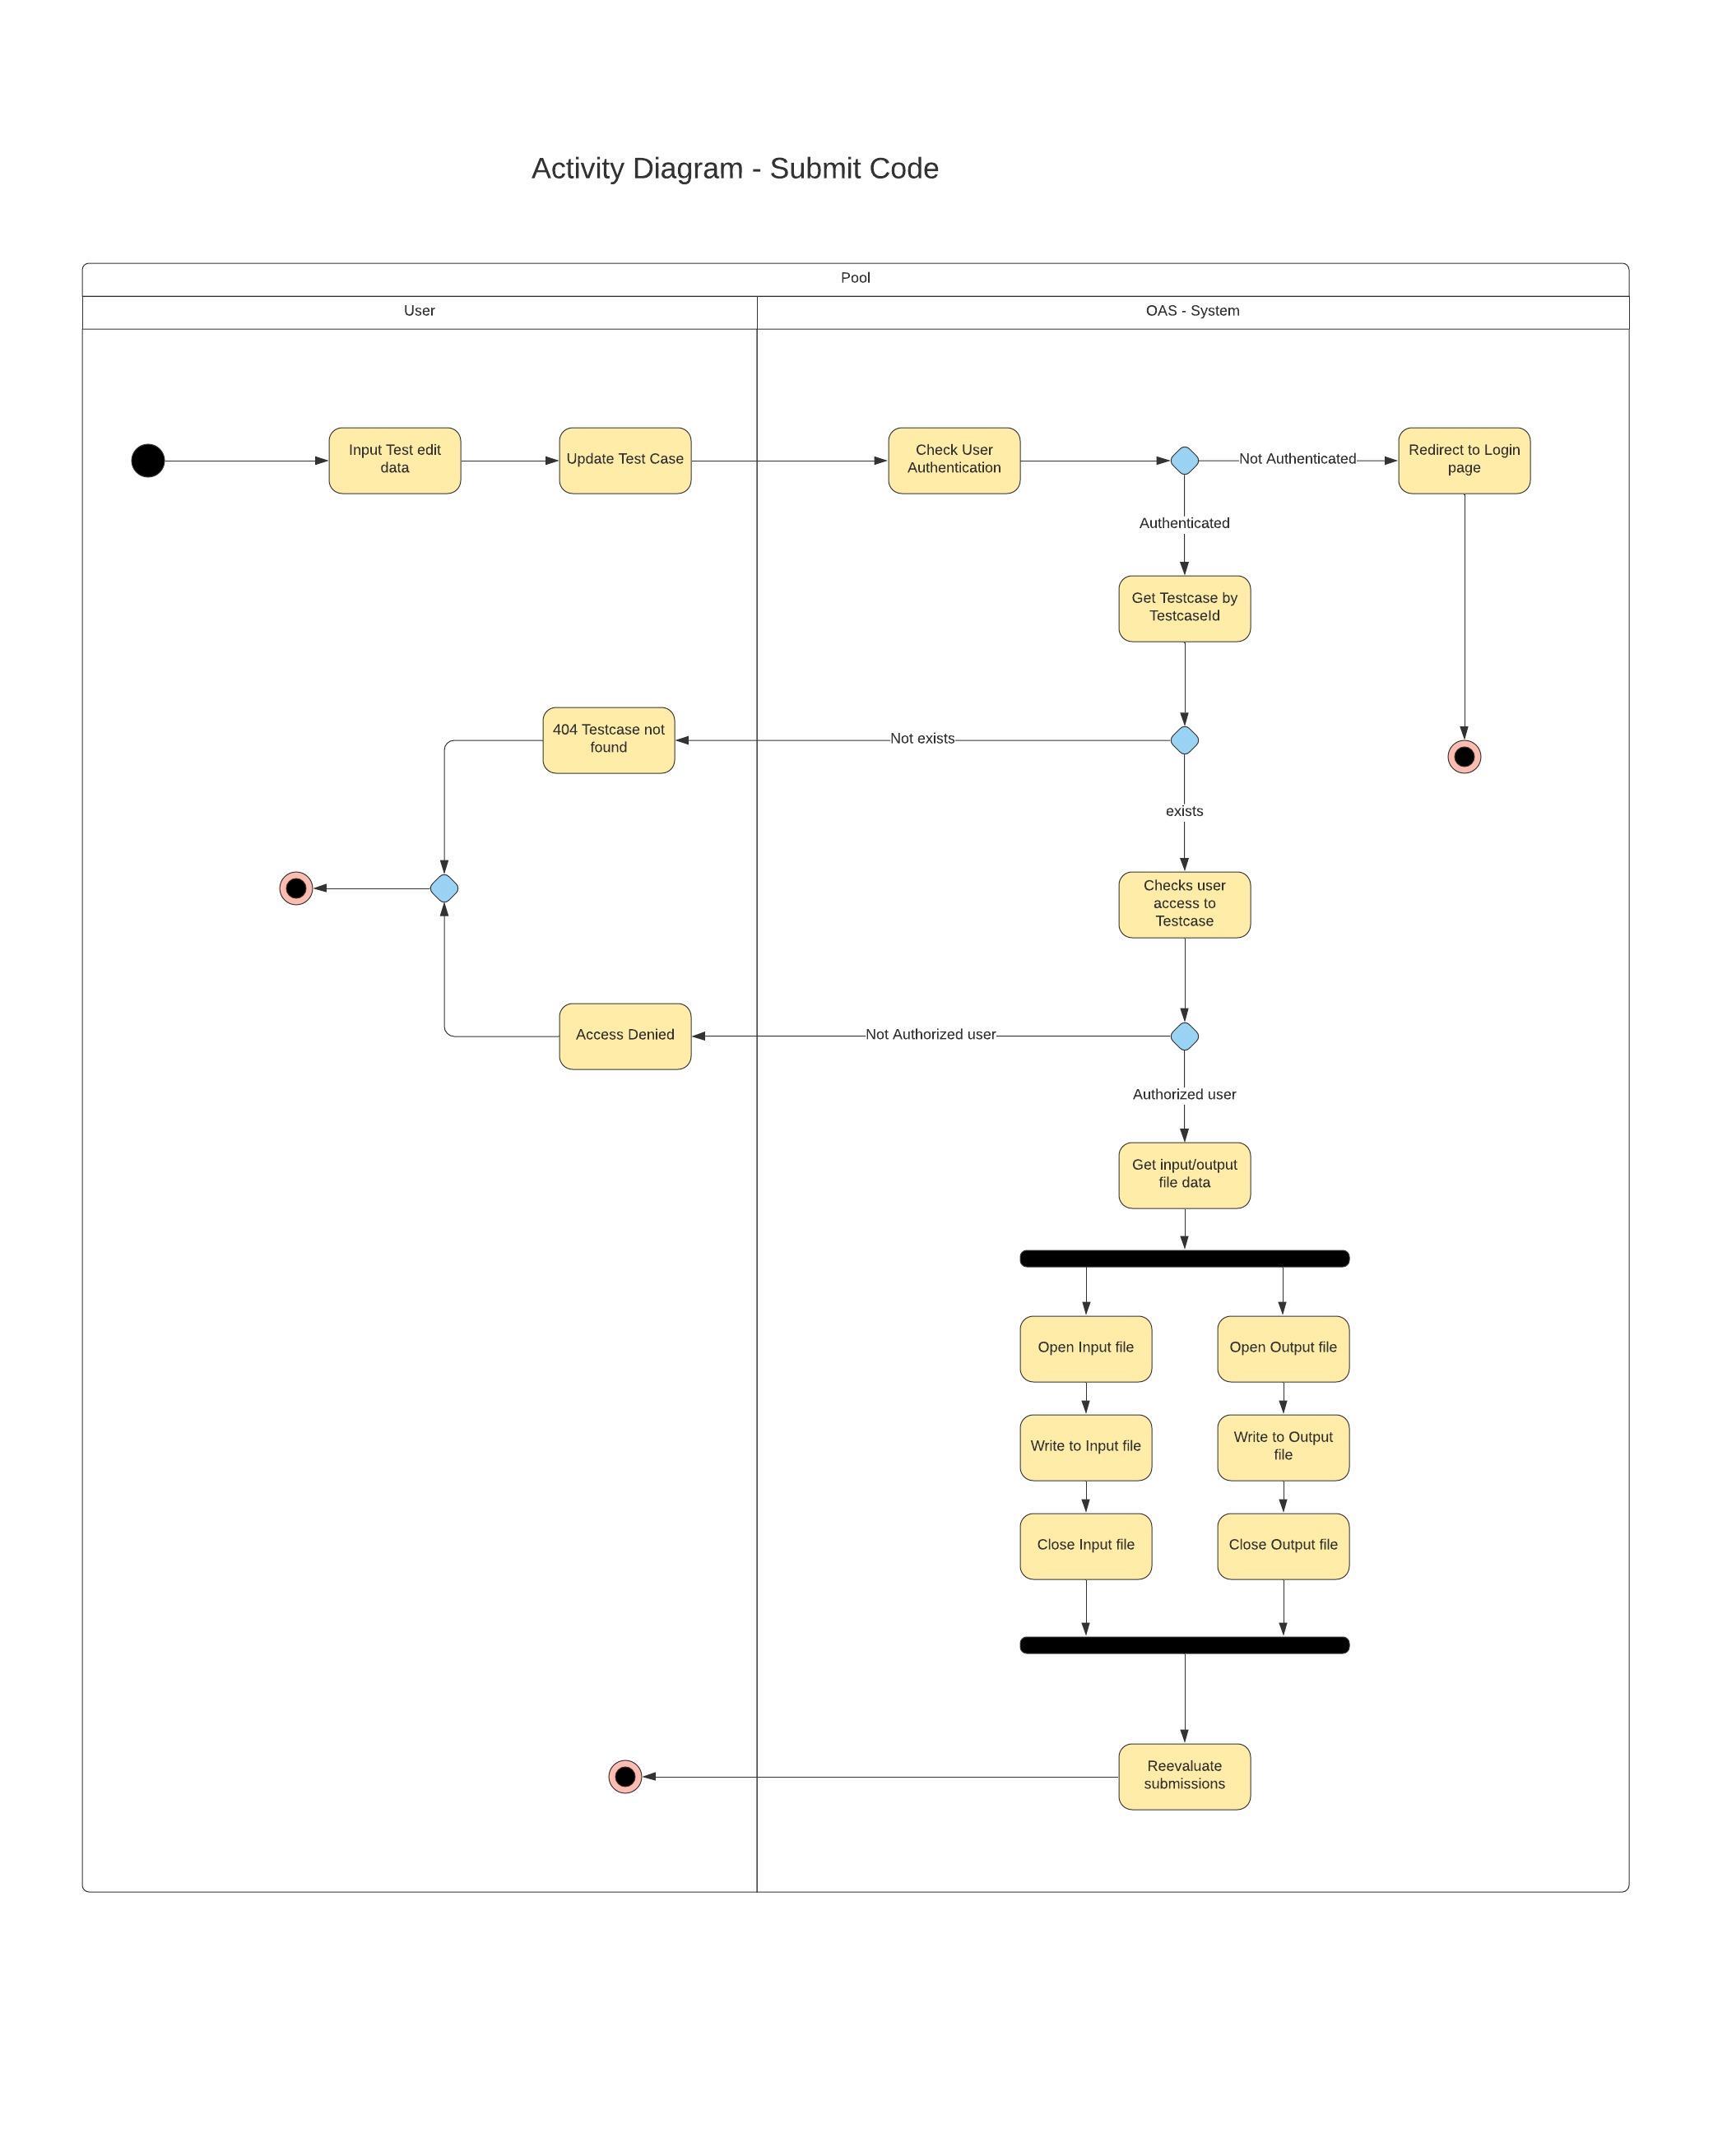 Activity Diagram - Submit Code
Pool
User
OAS - System
Input Test edit
data
Update Test Case
Check User
Authentication
Not Authenticated
Redirect to Login
page
Authenticated
Get Testcase by
TestcaseId
404 Testcase not
found
Not exists
exists
Checks user
access to
Testcase
Access Denied
Not Authorized user
Authorized user
Get input/output
file data
Open Input file
Open Output file
Write to Input file
Write to Output
file
Close Input file
Close Output file
Reevaluate
submissions